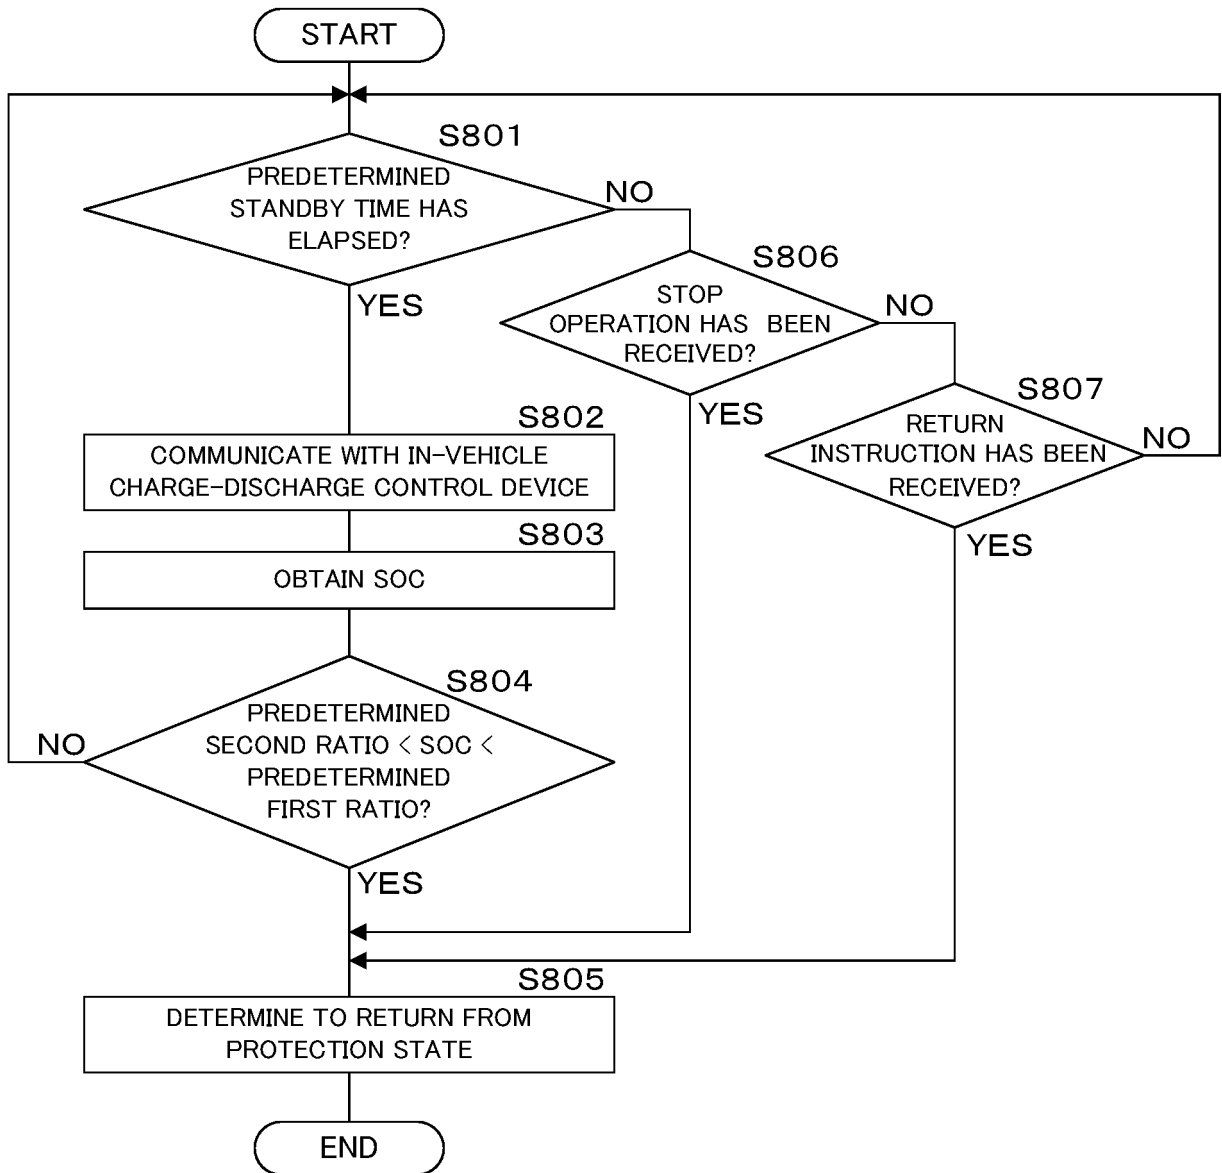 START
S801
PREDETERMINED
STANDBY TIME HAS
ELAPSED?
NO
YES
S806
STOP
OPERATION HAS BEEN
RECEIVED?
NO
YES
S807
RETURN
INSTRUCTION HAS BEEN
RECEIVED?
NO
YES
S802
COMMUNICATE WITH IN-VEHICLE
CHARGE-DISCHARGE CONTROL DEVICE
S803
OBTAIN SOC
S804
PREDETERMINED
SECOND RATIO < SOC <
PREDETERMINED
FIRST RATIO?
NO
YES
S805
DETERMINE TO RETURN FROM
PROTECTION STATE
END